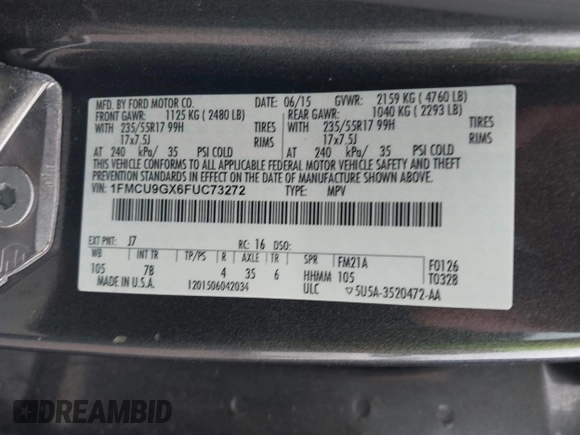 MFD. BY FORD MOTOR CO. DATE: 06/15 GVWR: 2159 KG ( 4760 LB)
FRONT GAWR: 1125 KG ( 2480 LB) REAR GAWR: 1040 KG ( 2293 LB)
WITH 235/55R17 99H TIRES WITH 235/55R17 99H TIRES
17x7.5J RIMS 17x7.5J RIMS
AT 240 kPa/ 35 PSI COLD AT 240 kPa/ 35 PSI COLD
THIS VEHICLE CONFORMS TO ALL APPLICABLE FEDERAL MOTOR VEHICLE SAFETY AND THEFT PREVENTION
STANDARDS IN EFFECT ON THE DATE OF MANUFACTURE SHOWN ABOVE.
VIN: 1FMCU9GX6FUC73272 TYPE: MPV
EXT PNT: J7 RC: 16 DSO:
WB INT TR TP/PS R AXLE TR SPR FM21A F0126
105 7B 4 35 6 HHMM 105 T0328
MADE IN U.S.A. 1201506042034 ULC ▽5U5A-3520472-AA
DREAMBID